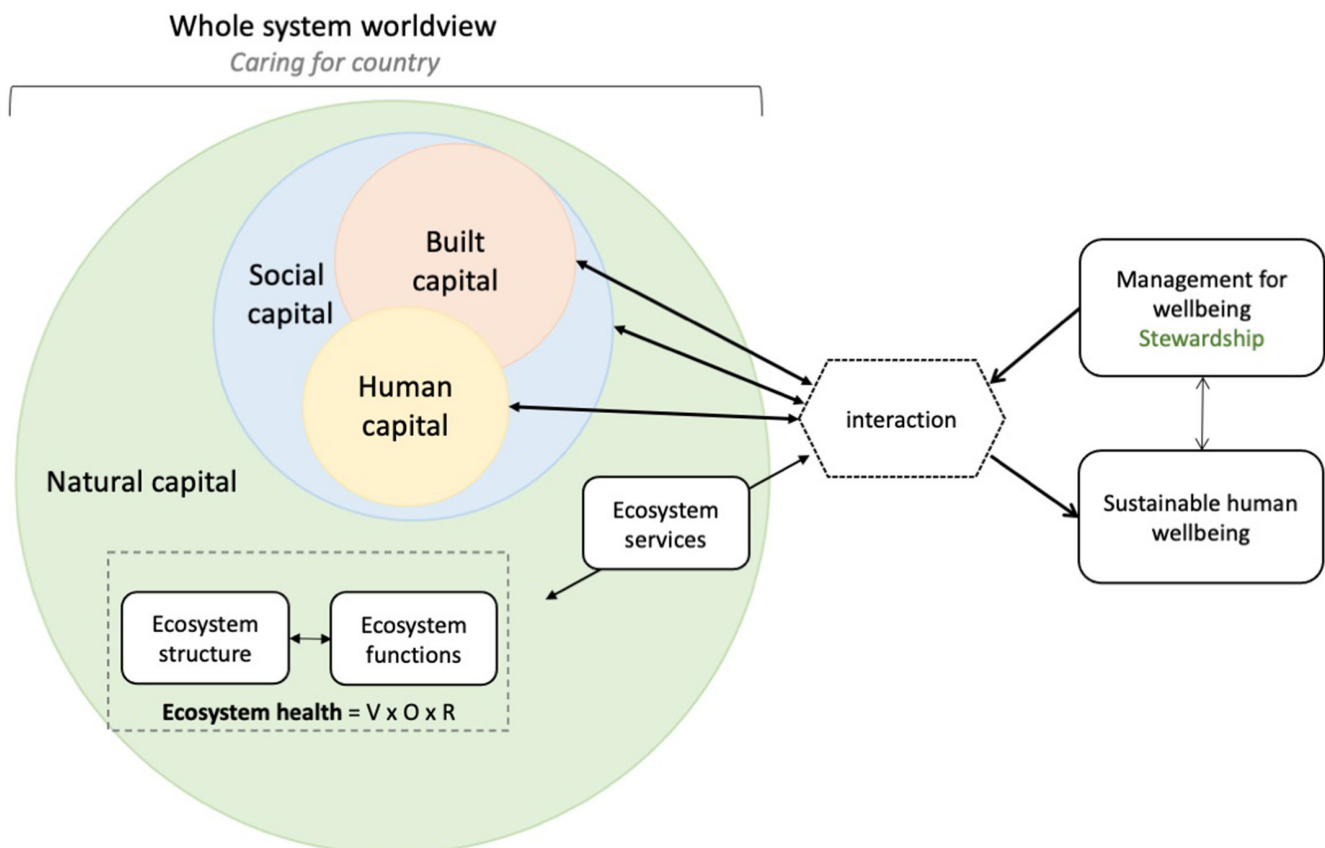 Whole system worldview
Caring for country
Built
capital
Social
capital
Human
capital
Natural capital
Ecosystem
services
Ecosystem
structure
Ecosystem
functions
Ecosystem health = V x O x R
interaction
Management for
wellbeing
Stewardship
Sustainable human
wellbeing